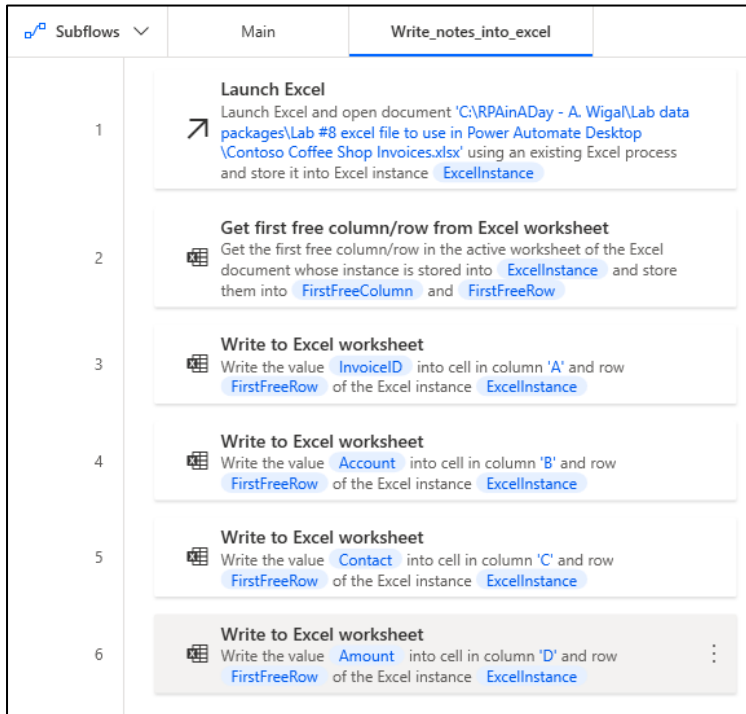 Subflows
Main
Write_notes_into_excel
1
Launch Excel
Launch Excel and open document 'C:\RPAinADay - A. Wigal\Lab data
packages\Lab #8 excel file to use in Power Automate Desktop
\Contoso Coffee Shop Invoices.xlsx' using an existing Excel process
and store it into Excel instance ExcelInstance
2
Get first free column/row from Excel worksheet
Get the first free column/row in the active worksheet of the Excel
document whose instance is stored into ExcelInstance and store
them into FirstFreeColumn and FirstFreeRow
3
Write to Excel worksheet
Write the value InvoiceID into cell in column 'A' and row
FirstFreeRow of the Excel instance ExcelInstance
4
Write to Excel worksheet
Write the value Account into cell in column 'B' and row
FirstFreeRow of the Excel instance ExcelInstance
5
Write to Excel worksheet
Write the value Contact into cell in column 'C' and row
FirstFreeRow of the Excel instance ExcelInstance
6
Write to Excel worksheet
Write the value Amount into cell in column 'D' and row
FirstFreeRow of the Excel instance ExcelInstance